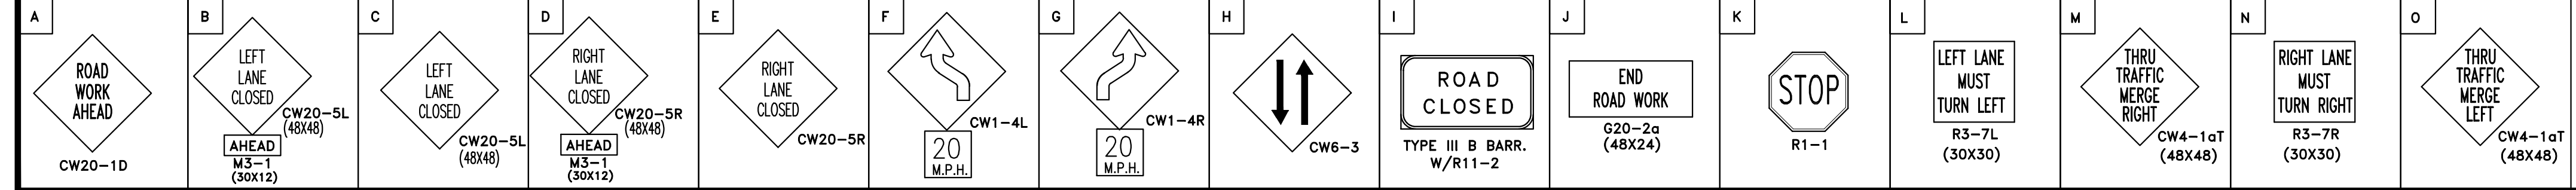 A
ROAD
WORK
AHEAD
CW20-1D
B
LEFT
LANE
CLOSED
CW20-5L
(48X48)
AHEAD
M3-1
(30X12)
C
LEFT
LANE
CLOSED
CW20-5L
(48X48)
D
RIGHT
LANE
CLOSED
CW20-5R
(48X48)
AHEAD
M3-1
(30X12)
E
RIGHT
LANE
CLOSED
CW20-5R
F
CW1-4L
20
M.P.H.
G
CW1-4R
20
M.P.H.
H
CW6-3
I
ROAD
CLOSED
TYPE III B BARR.
W/R11-2
J
END
ROAD WORK
G20-2a
(48X24)
K
STOP
R1-1
L
LEFT LANE
MUST
TURN LEFT
R3-7L
(30X30)
M
THRU
TRAFFIC
MERGE
RIGHT
CW4-1aT
(48X48)
N
RIGHT LANE
MUST
TURN RIGHT
R3-7R
(30X30)
O
THRU
TRAFFIC
MERGE
LEFT
CW4-1aT
(48X48)